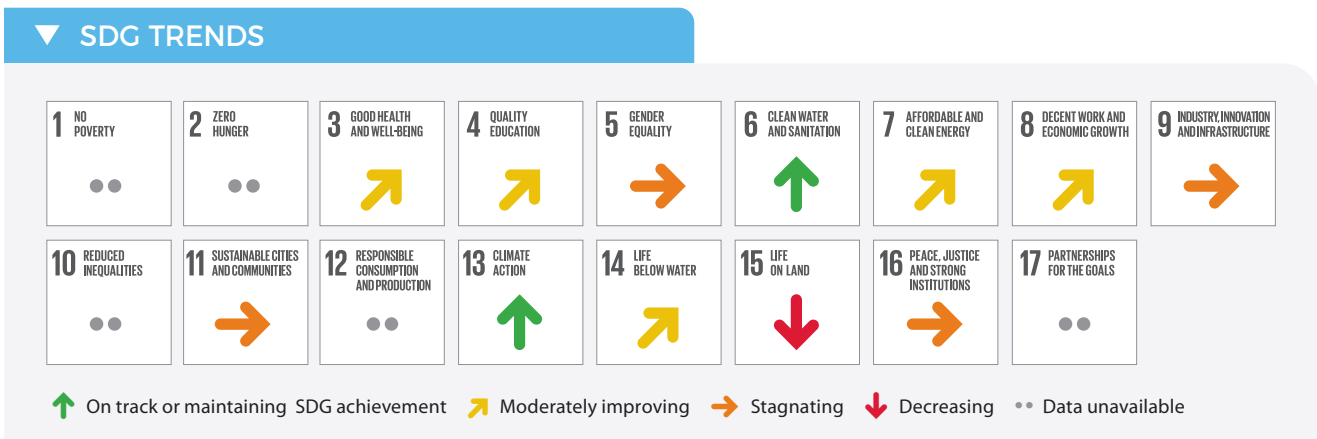 SDG TRENDS
1 NO
POVERTY
2 ZERO
HUNGER
3 GOOD HEALTH
AND WELL-BEING
4 QUALITY
EDUCATION
5 GENDER
EQUALITY
6 CLEAN WATER
AND SANITATION
7 AFFORDABLE AND
CLEAN ENERGY
8 DECENT WORK AND
ECONOMIC GROWTH
9 INDUSTRY, INNOVATION
AND INFRASTRUCTURE
10 REDUCED
INEQUALITIES
11 SUSTAINABLE CITIES
AND COMMUNITIES
12 RESPONSIBLE
CONSUMPTION
AND PRODUCTION
13 CLIMATE
ACTION
14 LIFE
BELOW WATER
15 LIFE
ON LAND
16 PEACE, JUSTICE
AND STRONG
INSTITUTIONS
17 PARTNERSHIPS
FOR THE GOALS
On track or maintaining SDG achievement
Moderately improving
Stagnating
Decreasing
Data unavailable